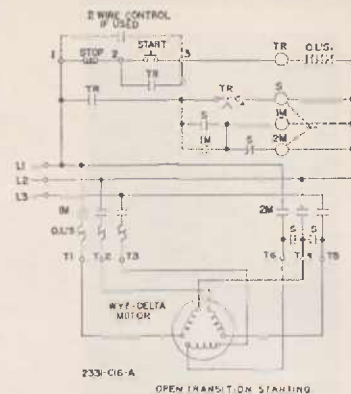 2 WIRE CONTROL
IF USED
START
TR
O.L'S.
1
STOP
2
3
TR
TR
TR
S
S
1M
1M
S
2M
L1
L2
L3
1M
2M
O.L'S
S
S
T1
T2
T3
T6
T4
T5
WYE-DELTA
MOTOR
2331-C16-A
OPEN TRANSITION STARTING